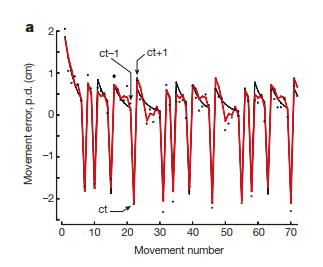 a
2
ct–1
ct+1
1
0
–1
–2
ct
Movement error, p.d. (cm)
0 10 20 30 40 50 60 70
Movement number